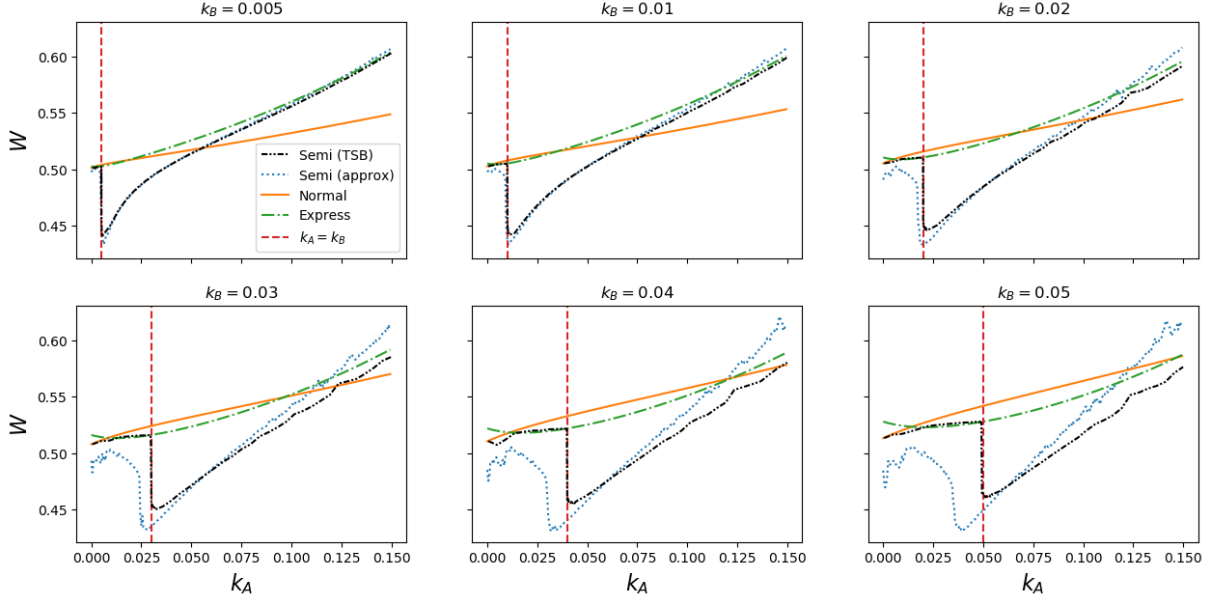 k_B = 0.005
k_B = 0.01
k_B = 0.02
0.60
0.55
0.50
0.45
W
Semi (TSB)
Semi (approx)
Normal
Express
k_A = k_B
k_B = 0.03
k_B = 0.04
k_B = 0.05
0.60
0.55
0.50
0.45
W
0.000 0.025 0.050 0.075 0.100 0.125 0.150
0.000 0.025 0.050 0.075 0.100 0.125 0.150
0.000 0.025 0.050 0.075 0.100 0.125 0.150
k_A
k_A
k_A